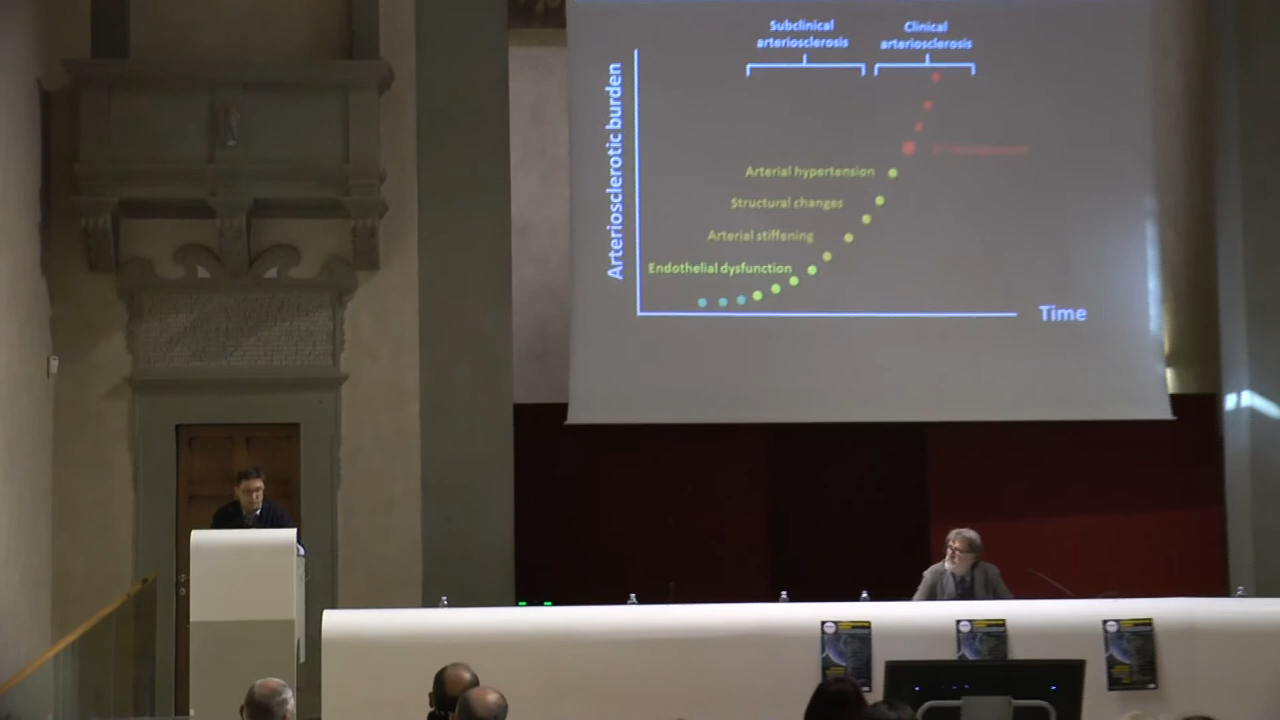 Subclinical
arteriosclerosis
Clinical
arteriosclerosis
Arteriosclerotic burden
Arterial hypertension
Structural changes
Arterial stiffening
Endothelial dysfunction
Time